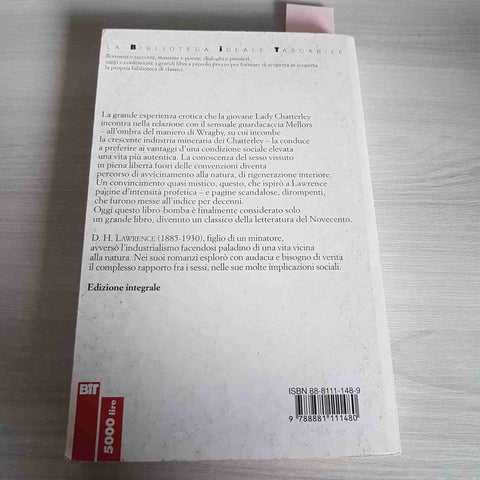 LA BIBLIOTECA IDEALE TASCABILE
Romanzi e racconti, massime e poesie, dialoghi e pensieri,
saggi e confessioni: i grandi libri a piccolo prezzo per formare di scoperta in scoperta
la propria biblioteca di classici.
La grande esperienza erotica che la giovane Lady Chatterley
incontra nella relazione con il sensuale guardacaccia Mellors
– all'ombra del maniero di Wragby, su cui incombe
la crescente industria mineraria dei Chatterley – la conduce
a preferire ai vantaggi d'una condizione sociale elevata
una vita più autentica. La conoscenza del sesso vissuto
in piena libertà fuori delle convenzioni diventa
percorso di avvicinamento alla natura, di rigenerazione interiore.
Un convincimento quasi mistico, questo, che ispirò a Lawrence
pagine d'intensità profetica – e pagine scandalose, dirompenti,
che furono messe all'indice per decenni.
Oggi questo libro-bomba è finalmente considerato solo
un grande libro, divenuto un classico della letteratura del Novecento.
D. H. LAWRENCE (1885-1930), figlio di un minatore,
avversò l'industrialismo facendosi paladino di una vita vicina
alla natura. Nei suoi romanzi esplorò con audacia e bisogno di verità
il complesso rapporto fra i sessi, nelle sue molte implicazioni sociali.
Edizione integrale
BIT
5000 lire
ISBN 88-8111-148-9
9 788881 111480